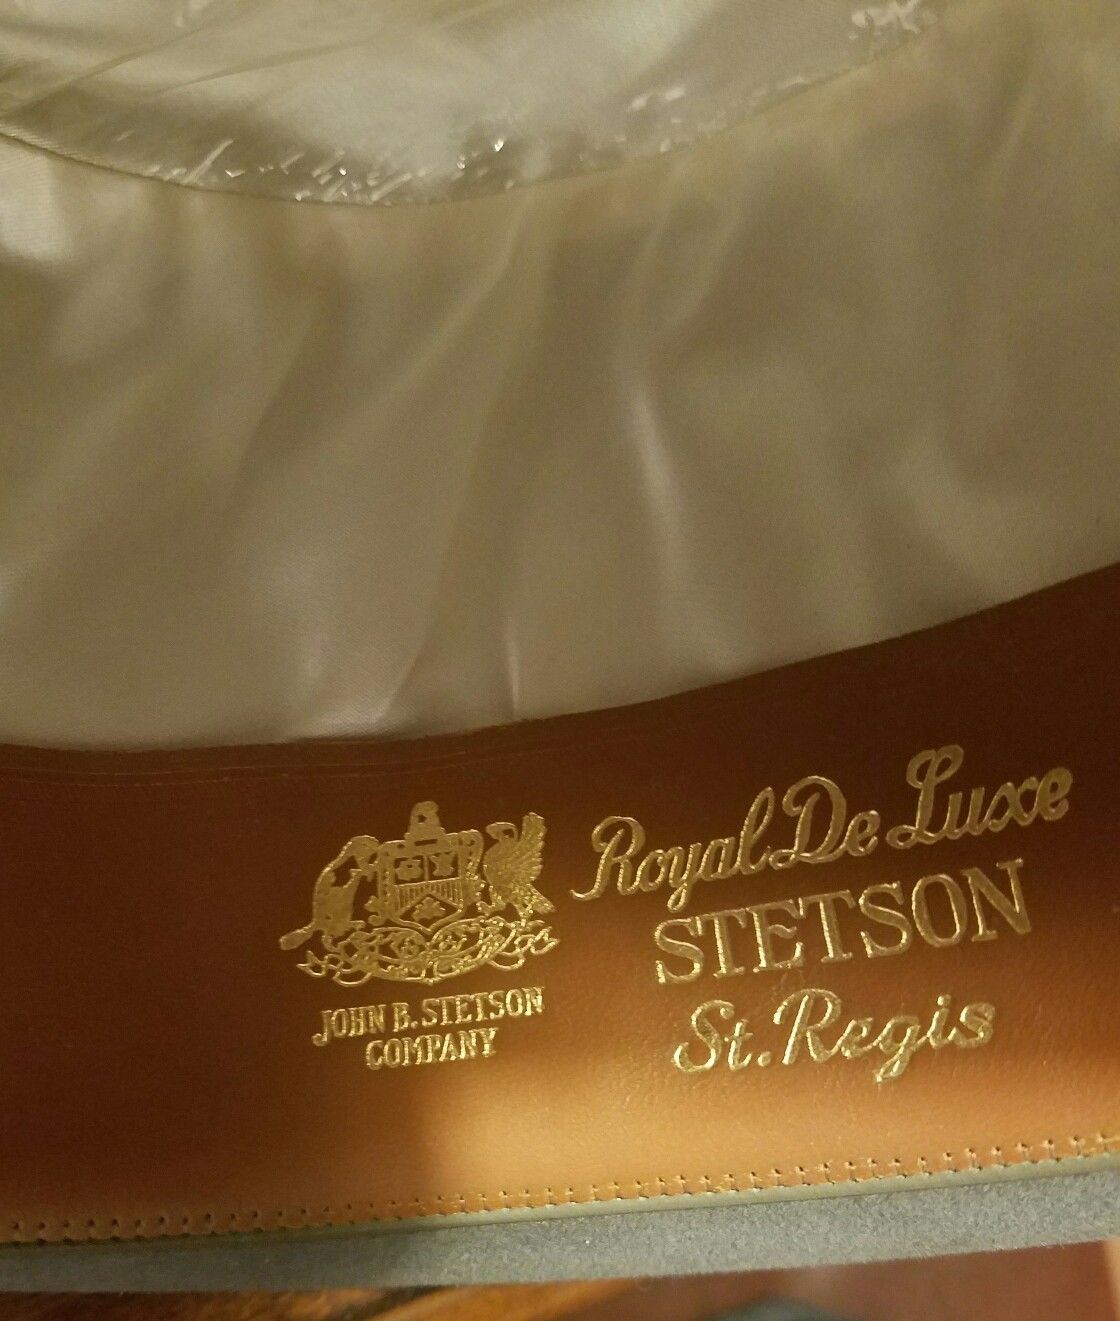 JOHN B. STETSON
COMPANY
Royal De Luxe
STETSON
St. Regis